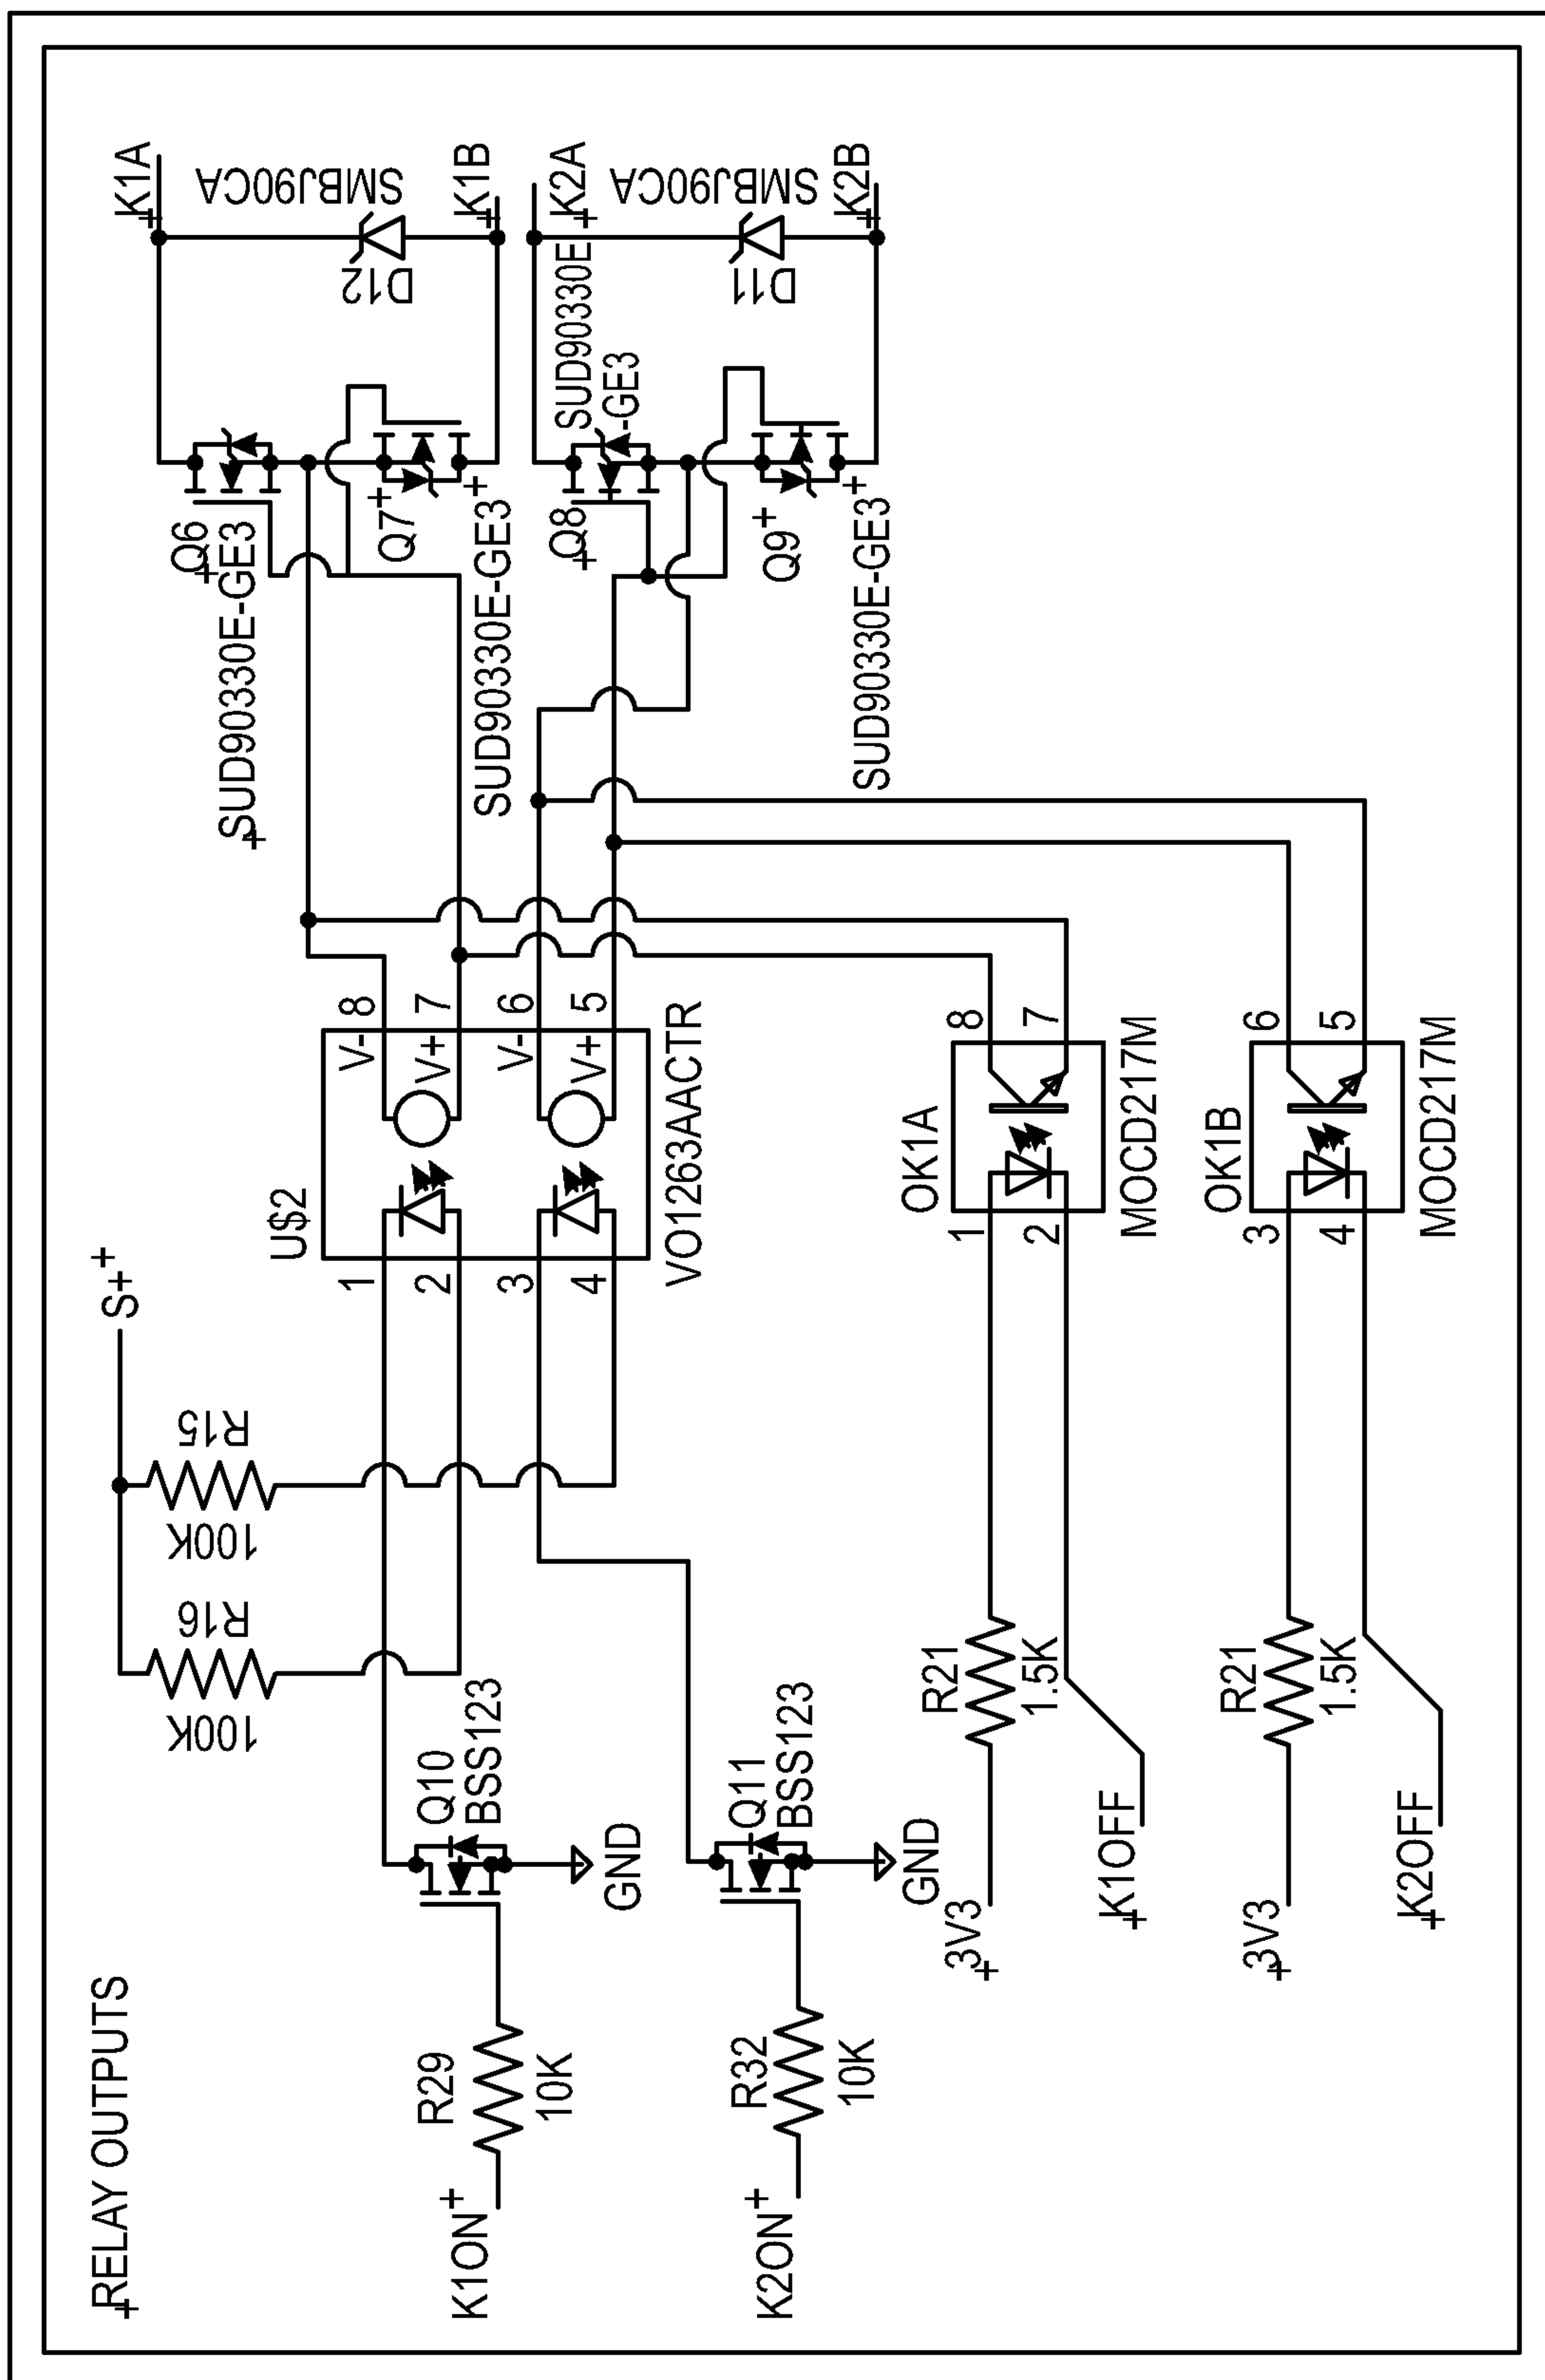 RELAY OUTPUTS
S+
R16
100K
R15
100K
K1ON
R29
10K
Q10
BSS123
GND
K2ON
R32
10K
Q11
BSS123
GND
U$2
1
2
3
4
V- 8
V+ 7
V- 6
V+ 5
VO1263AACTR
Q6
SUD90330E-GE3
Q7
SUD90330E-GE3
K1A
D12
SMBJ90CA
K1B
Q8
SUD90330E
-GE3
Q9
SUD90330E-GE3
K2A
D11
SMBJ90CA
K2B
3V3
R21
1.5K
K1OFF
OK1A
1
2
8
7
MOCD217M
3V3
R21
1.5K
K2OFF
OK1B
3
4
6
5
MOCD217M